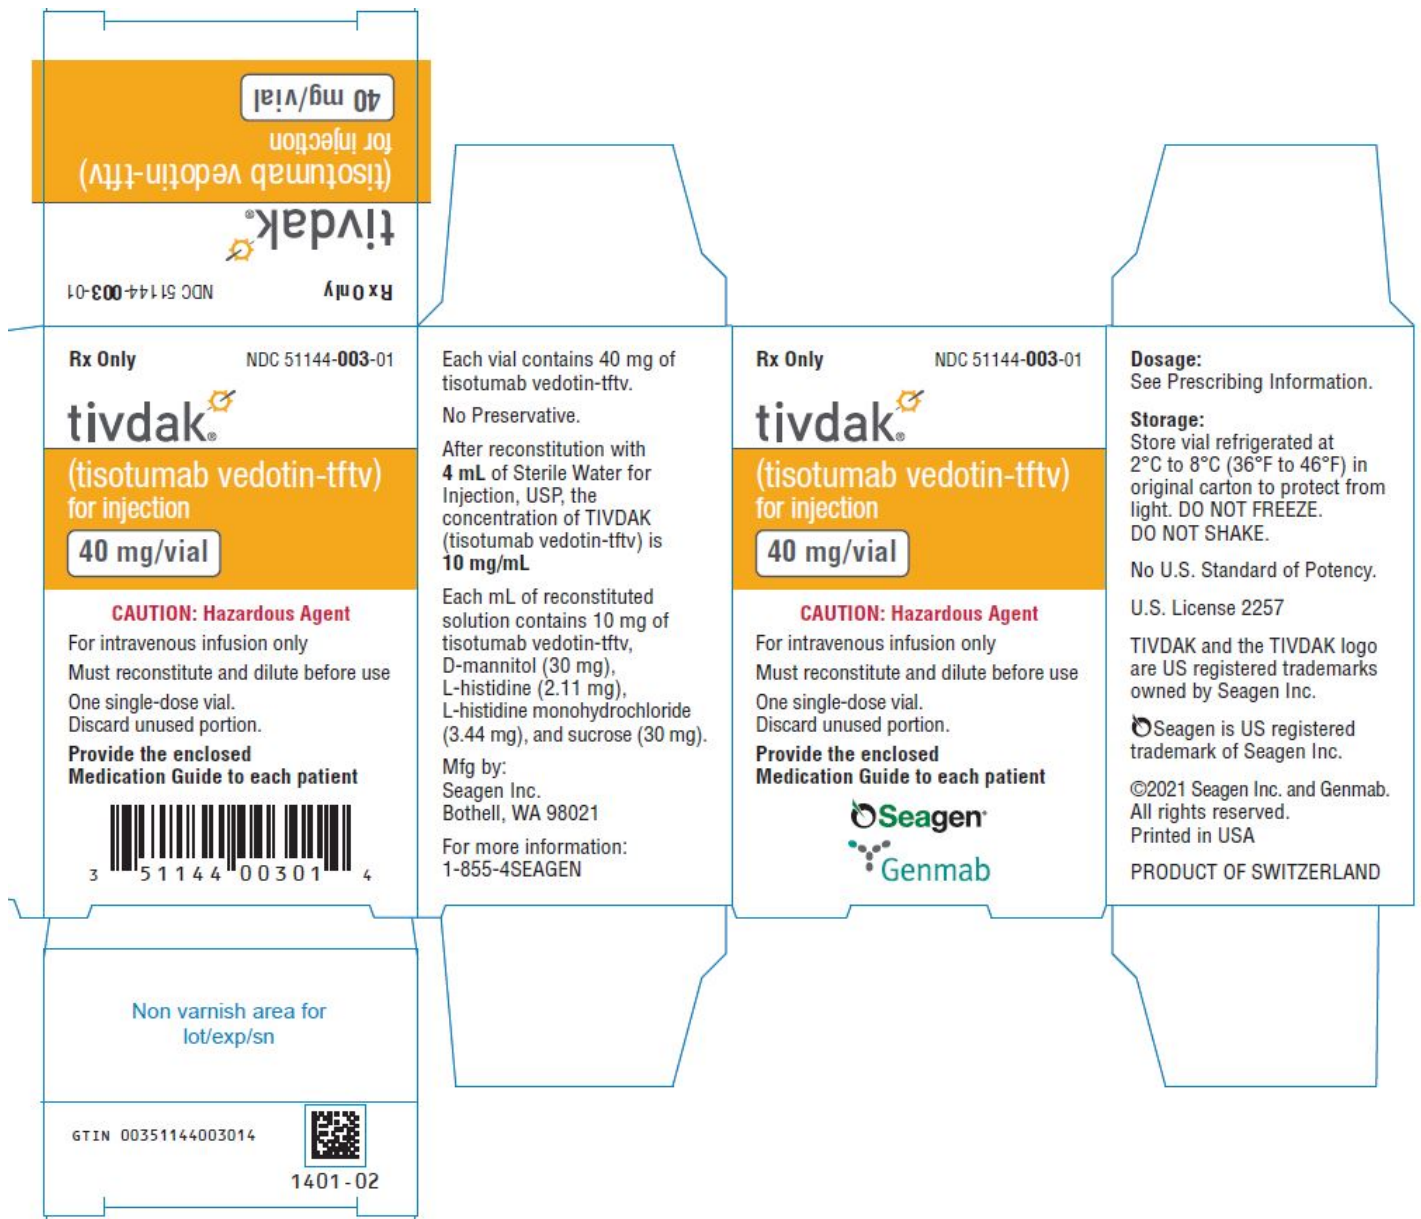 40 mg/vial
for injection
(tisotumab vedotin-tftv)
tivdak®
NDC 51144-003-01
Rx Only
Rx Only NDC 51144-003-01
tivdak®
(tisotumab vedotin-tftv)
for injection
40 mg/vial
CAUTION: Hazardous Agent
For intravenous infusion only
Must reconstitute and dilute before use
One single-dose vial.
Discard unused portion.
Provide the enclosed
Medication Guide to each patient
3 51144 00301 4
Each vial contains 40 mg of
tisotumab vedotin-tftv.
No Preservative.
After reconstitution with
4 mL of Sterile Water for
Injection, USP, the
concentration of TIVDAK
(tisotumab vedotin-tftv) is
10 mg/mL
Each mL of reconstituted
solution contains 10 mg of
tisotumab vedotin-tftv,
D-mannitol (30 mg),
L-histidine (2.11 mg),
L-histidine monohydrochloride
(3.44 mg), and sucrose (30 mg).
Mfg by:
Seagen Inc.
Bothell, WA 98021
For more information:
1-855-4SEAGEN
Rx Only NDC 51144-003-01
tivdak®
(tisotumab vedotin-tftv)
for injection
40 mg/vial
CAUTION: Hazardous Agent
For intravenous infusion only
Must reconstitute and dilute before use
One single-dose vial.
Discard unused portion.
Provide the enclosed
Medication Guide to each patient
Seagen®
Genmab
Dosage:
See Prescribing Information.
Storage:
Store vial refrigerated at
2°C to 8°C (36°F to 46°F) in
original carton to protect from
light. DO NOT FREEZE.
DO NOT SHAKE.
No U.S. Standard of Potency.
U.S. License 2257
TIVDAK and the TIVDAK logo
are US registered trademarks
owned by Seagen Inc.
Seagen is US registered
trademark of Seagen Inc.
©2021 Seagen Inc. and Genmab.
All rights reserved.
Printed in USA
PRODUCT OF SWITZERLAND
Non varnish area for
lot/exp/sn
GTIN 00351144003014
1401-02